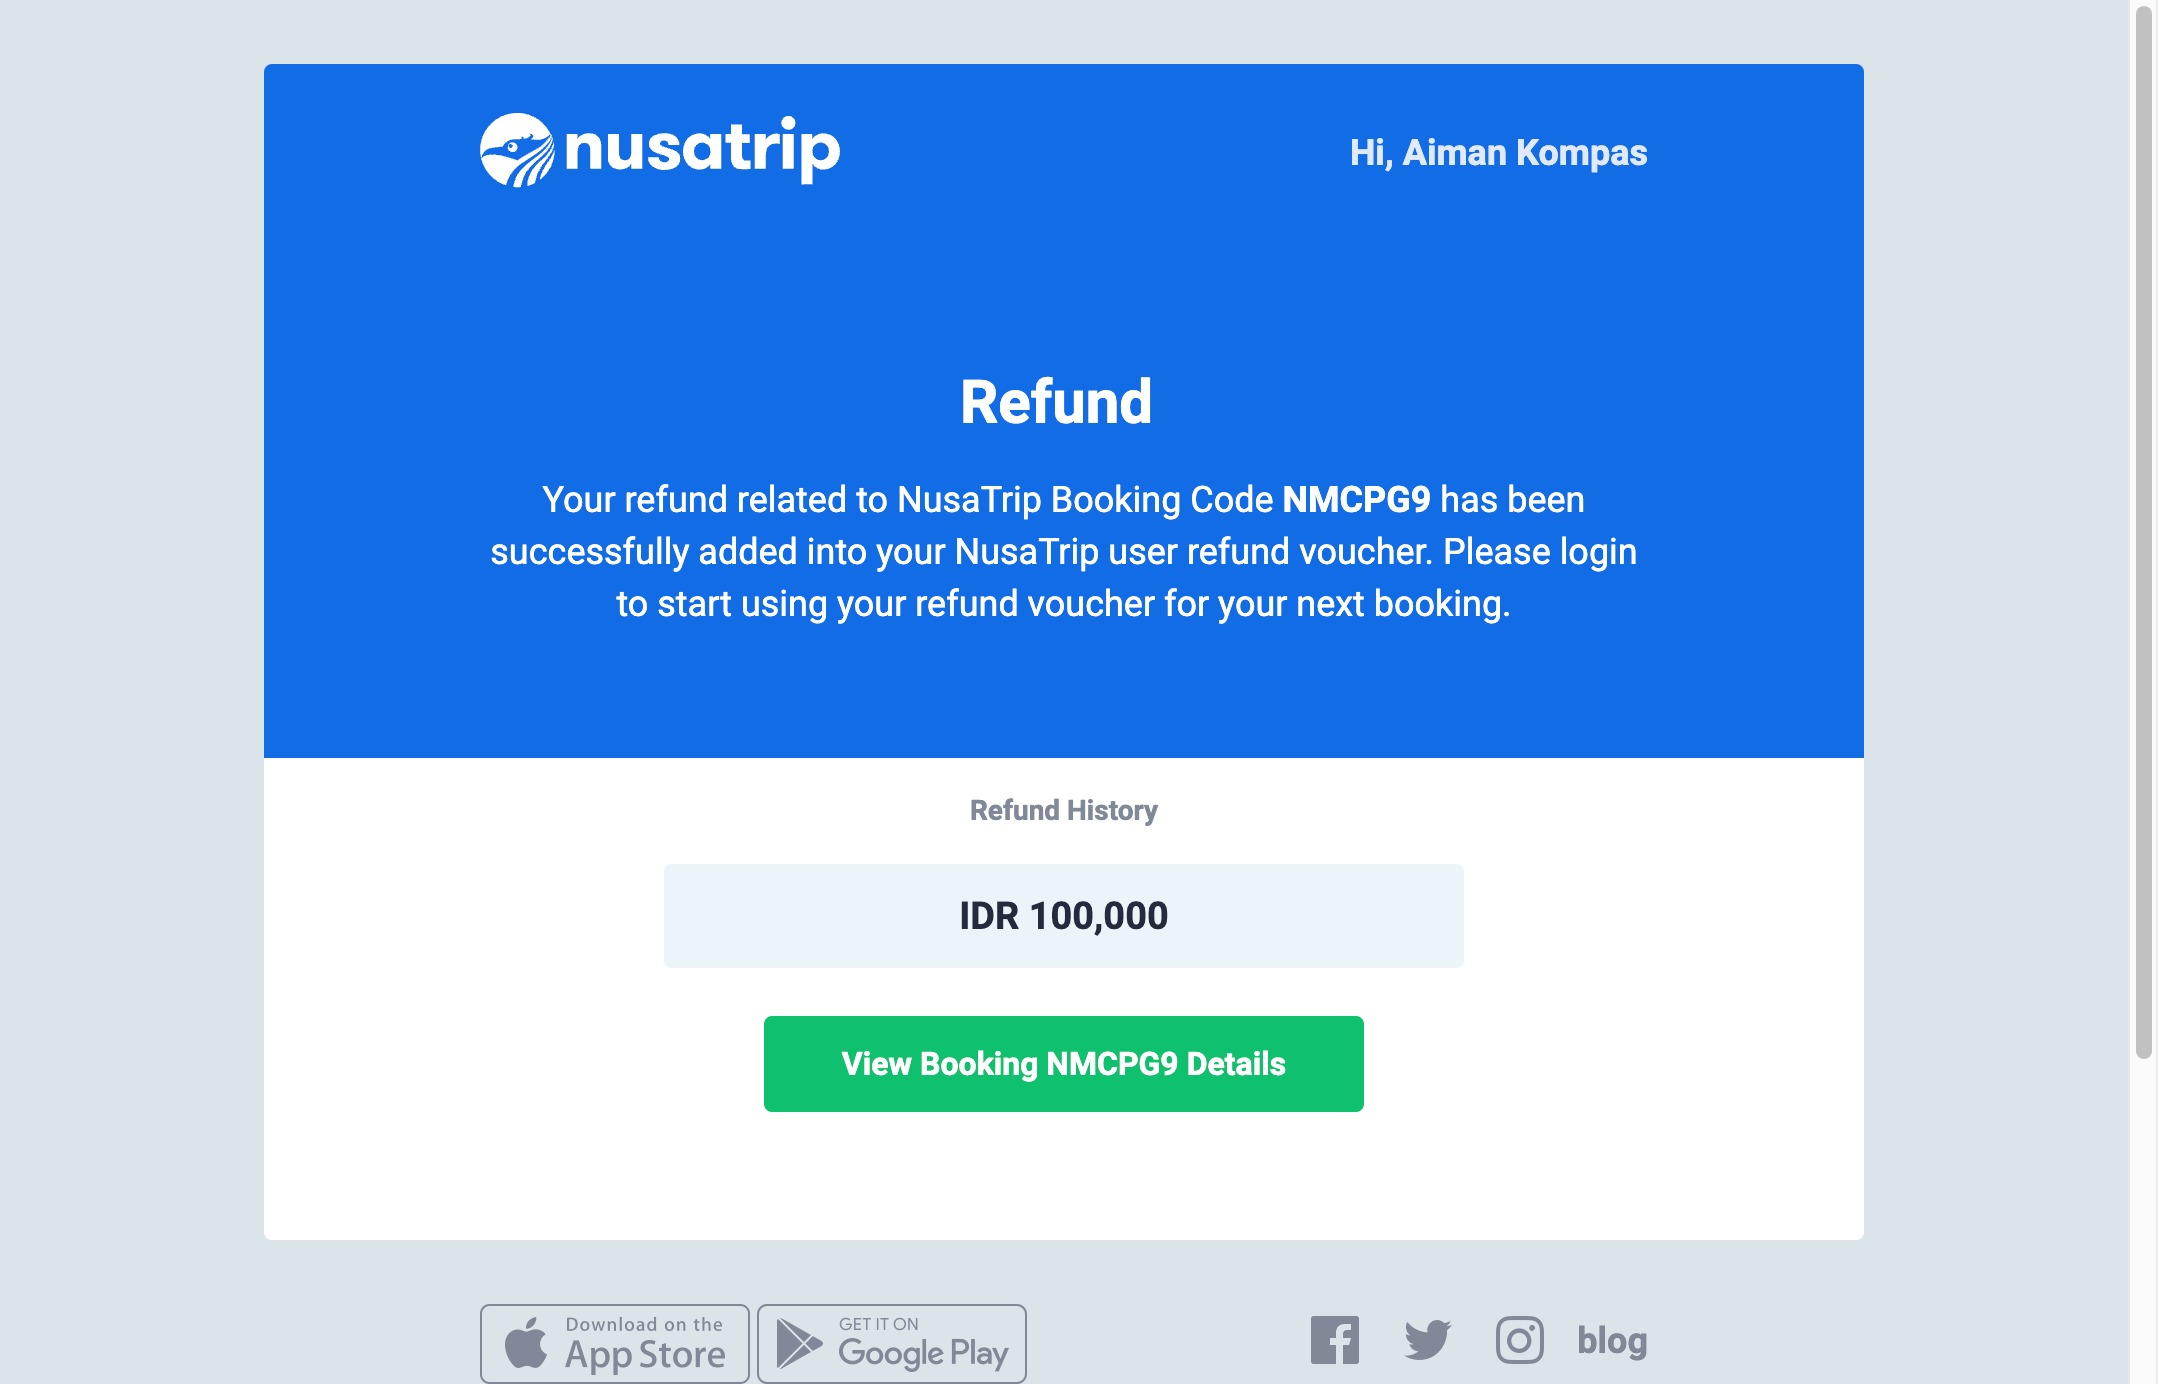 nusatrip
Hi, Aiman Kompas
Refund
Your refund related to NusaTrip Booking Code NMCPG9 has been
successfully added into your NusaTrip user refund voucher. Please login
to start using your refund voucher for your next booking.
Refund History
IDR 100,000
View Booking NMCPG9 Details
Download on the
App Store
GET IT ON
Google Play
blog